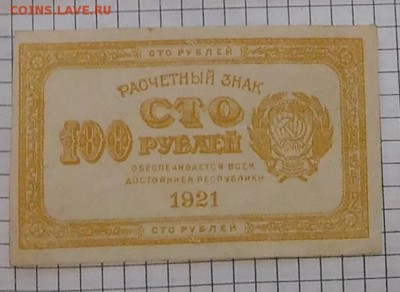 COINS.LAVE.RU
СТО РУБЛЕЙ
РАСЧЕТНЫЙ ЗНАК
СТО
100 РУБЛЕЙ
ОБЕСПЕЧИВАЕТСЯ ВСЕМ
ДОСТОЯНИЕМ РЕСПУБЛИКИ
1921
СТО РУБЛЕЙ